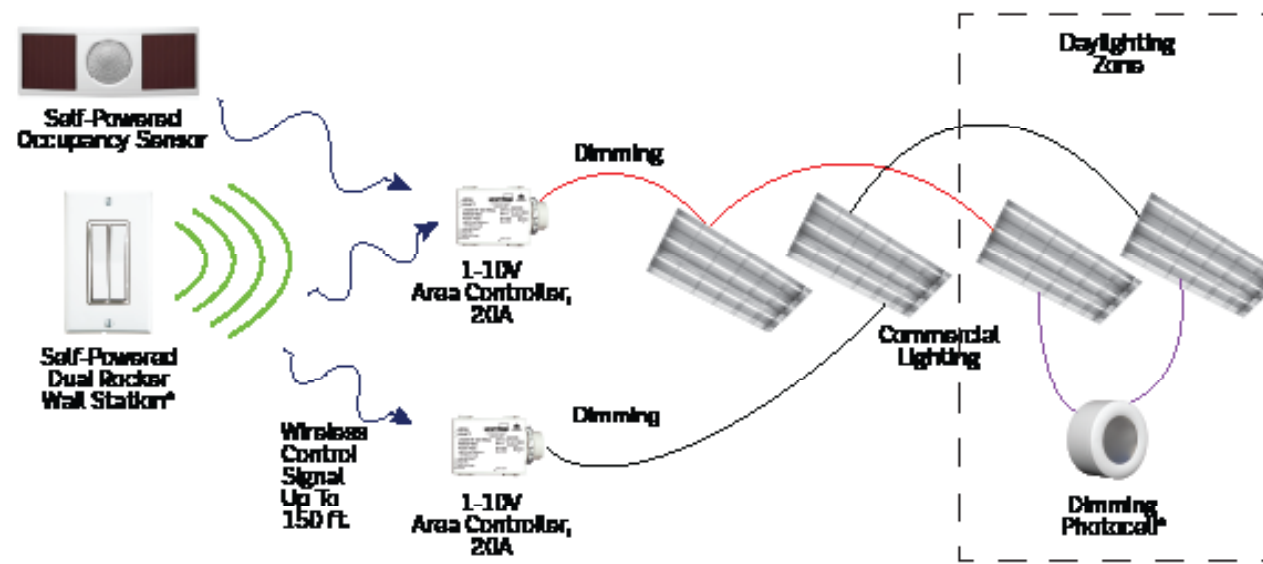 Self-Powered
Occupancy Sensor
Self-Powered
Dual Rocker
Wall Station*
Wireless
Control
Signal
Up To
150 ft.
Dimming
1-10V
Area Controller,
20A
Dimming
1-10V
Area Controller,
20A
Commercial
Lighting
Daylighting
Zone
Dimming
Photocell*